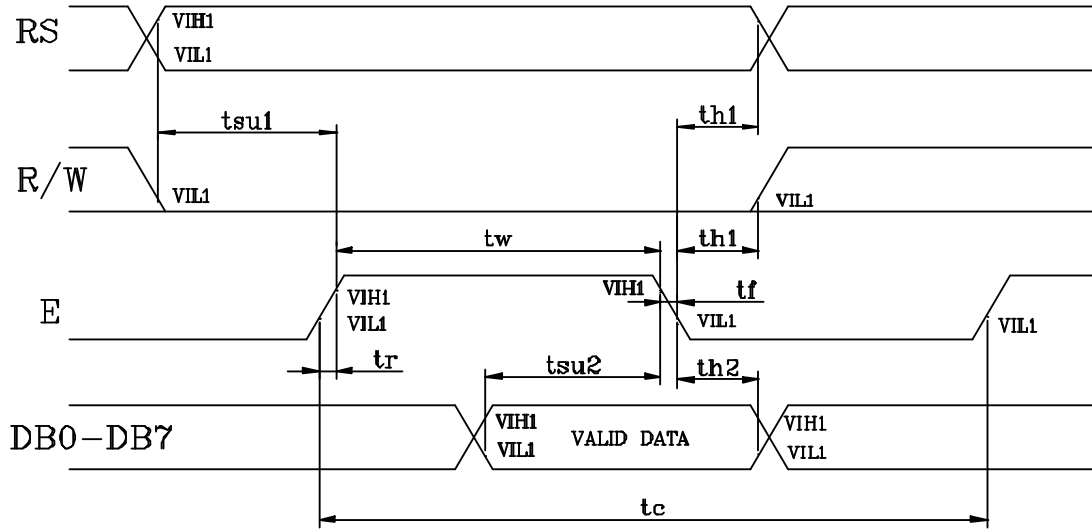 RS
VIH1
VIL1
tsu1
th1
R/W
VIL1
VIL1
tw
th1
E
VIH1
VIL1
VIH1
tf
VIL1
VIL1
tr
tsu2
th2
DB0-DB7
VIH1
VIL1
VALID DATA
VIH1
VIL1
tc